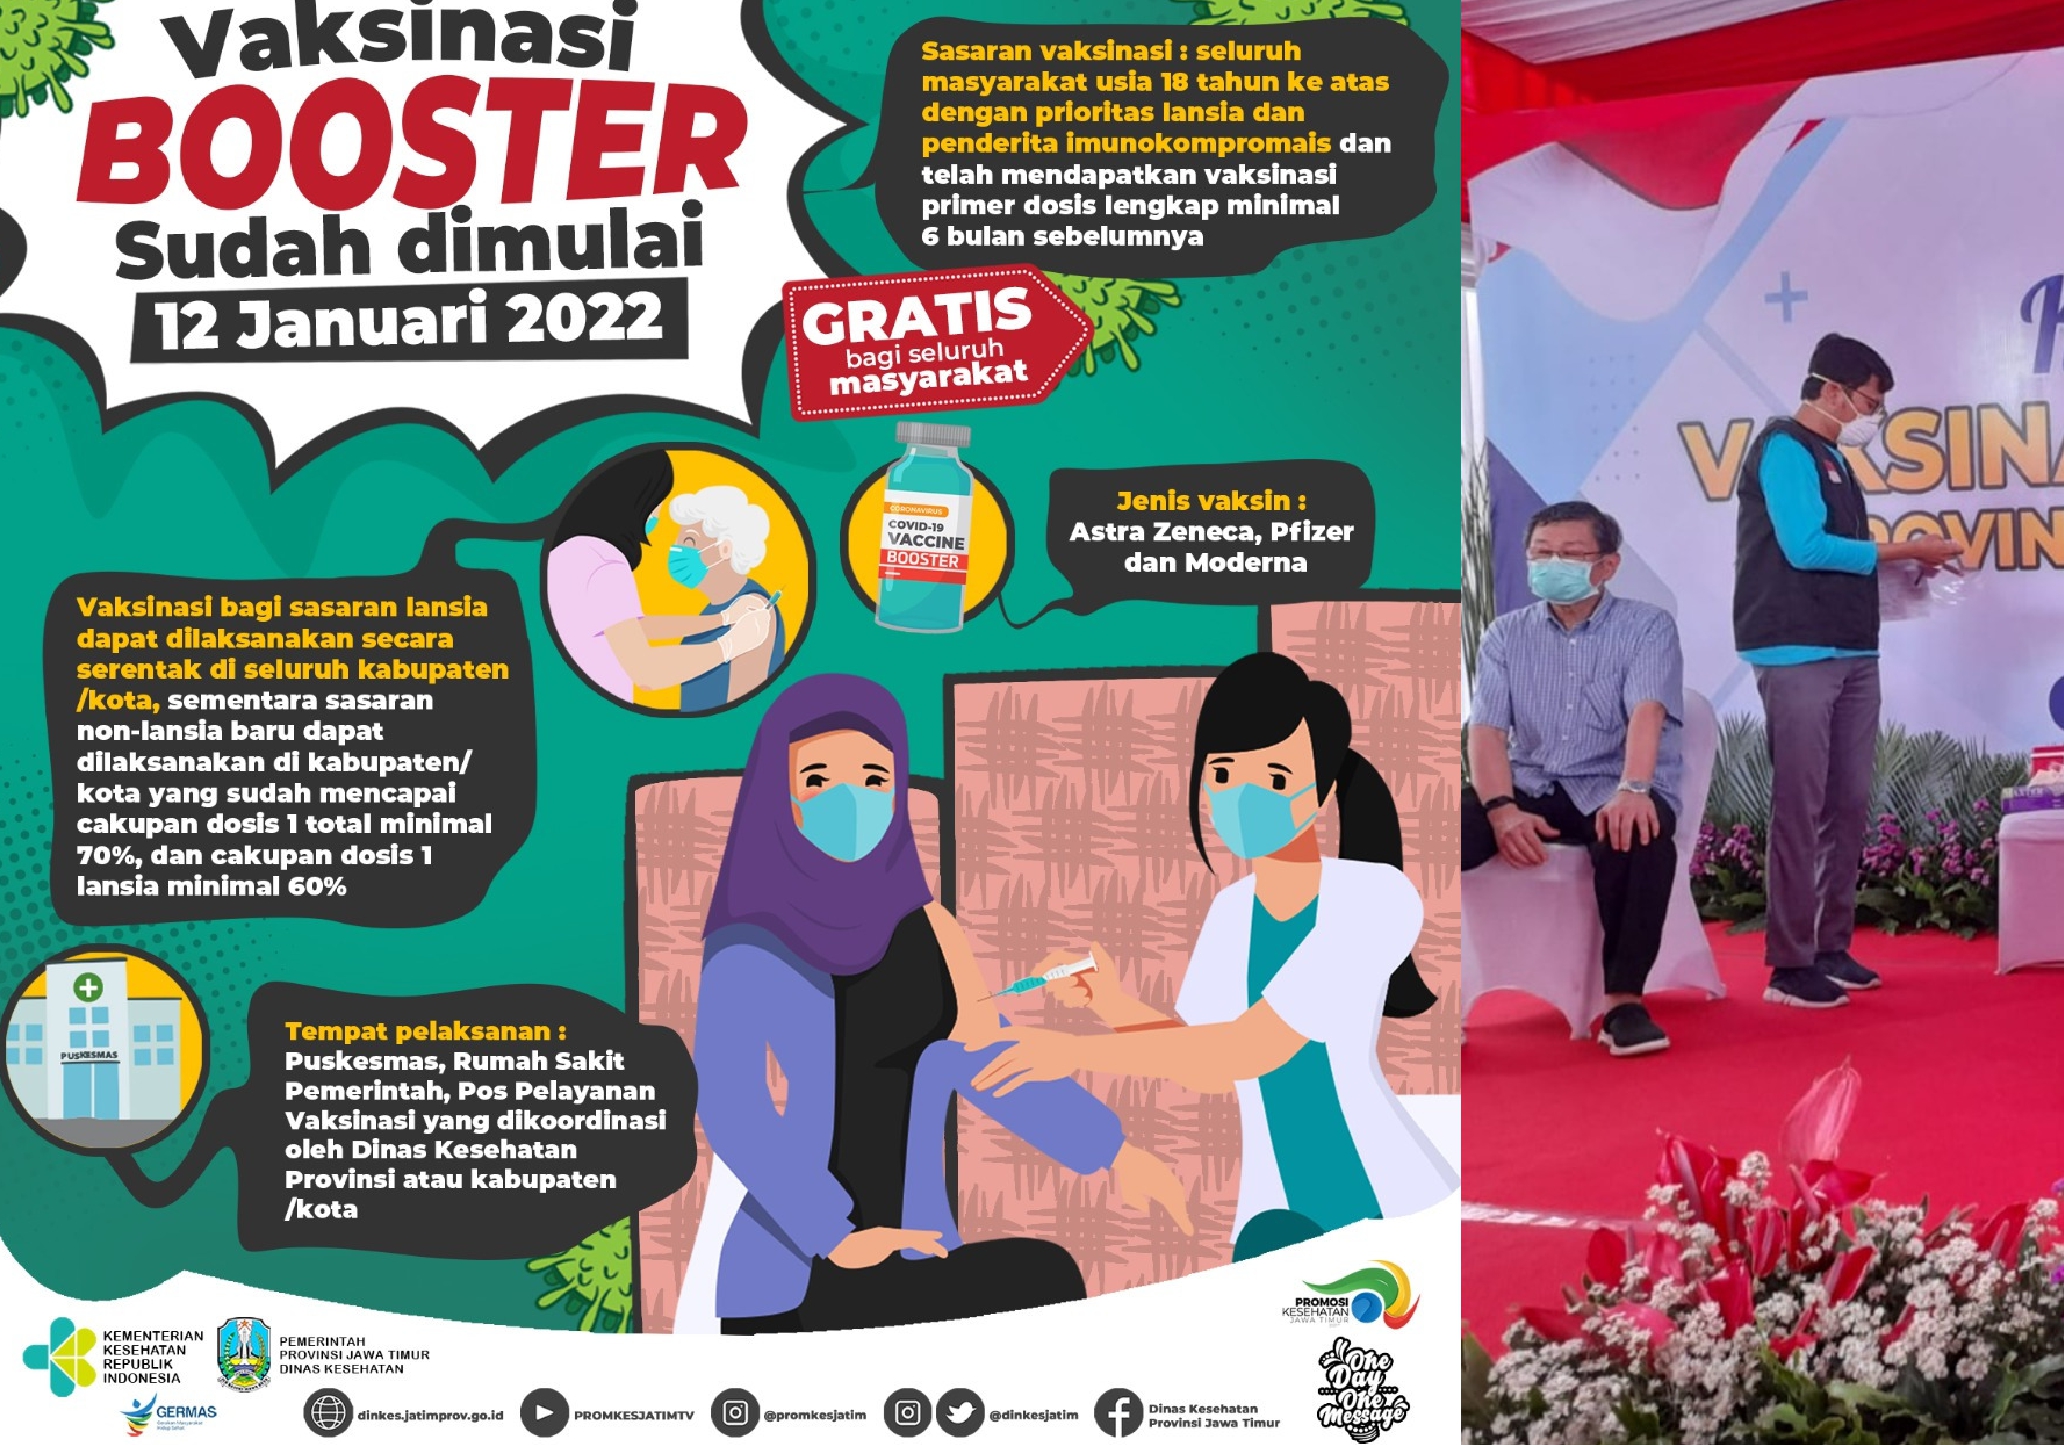 Vaksinasi
BOOSTER
Sudah dimulai
12 Januari 2022
Sasaran vaksinasi : seluruh
masyarakat usia 18 tahun ke atas
dengan prioritas lansia dan
penderita imunokompromais dan
telah mendapatkan vaksinasi
primer dosis lengkap minimal
6 bulan sebelumnya
GRATIS
bagi seluruh
masyarakat
CORONAVIRUS
COVID-19
VACCINE
BOOSTER
Jenis vaksin :
Astra Zeneca, Pfizer
dan Moderna
Vaksinasi bagi sasaran lansia
dapat dilaksanakan secara
serentak di seluruh kabupaten
/kota, sementara sasaran
non-lansia baru dapat
dilaksanakan di kabupaten/
kota yang sudah mencapai
cakupan dosis 1 total minimal
70%, dan cakupan dosis 1
lansia minimal 60%
PUSKESMAS
Tempat pelaksanan :
Puskesmas, Rumah Sakit
Pemerintah, Pos Pelayanan
Vaksinasi yang dikoordinasi
oleh Dinas Kesehatan
Provinsi atau kabupaten
/kota
KEMENTERIAN
KESEHATAN
REPUBLIK
INDONESIA
PEMERINTAH
PROVINSI JAWA TIMUR
DINAS KESEHATAN
GERMAS
PROMOSI
KESEHATAN
JAWA TIMUR
One
Day
One
Message
dinkes.jatimprov.go.id
PROMKESJATIMTV
@promkesjatim
@dinkesjatim
Dinas Kesehatan
Provinsi Jawa Timur